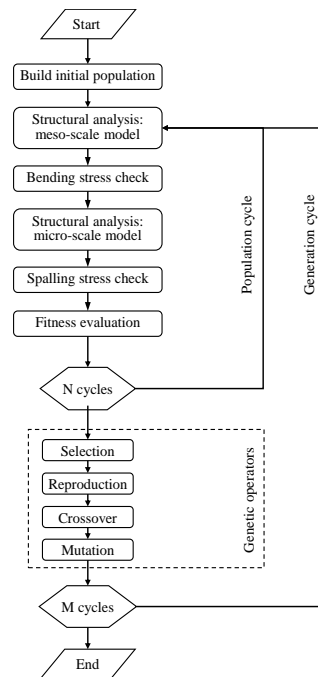 Start
Build initial population
Structural analysis:
meso-scale model
Bending stress check
Structural analysis:
micro-scale model
Spalling stress check
Fitness evaluation
N cycles
Population cycle
Generation cycle
Selection
Reproduction
Crossover
Mutation
Genetic operators
M cycles
End